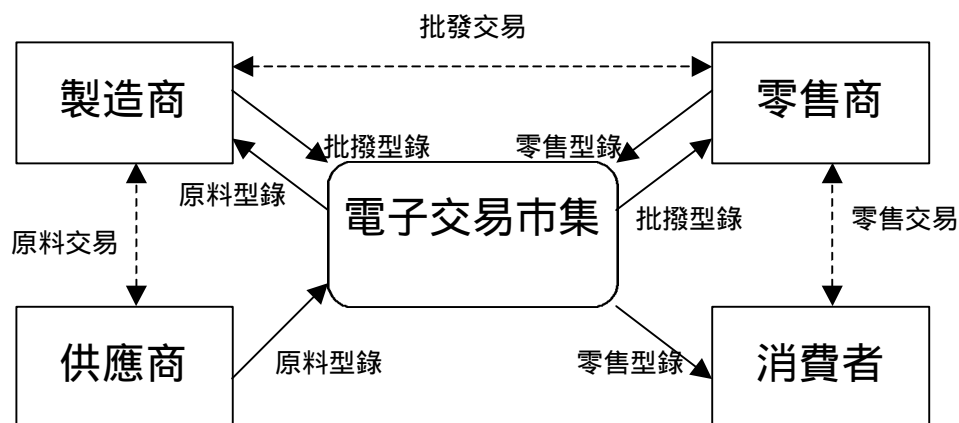 批發交易
製造商
零售商
批撥型錄
零售型錄
原料型錄
電子交易市集
批撥型錄
原料交易
零售交易
供應商
原料型錄
零售型錄
消費者